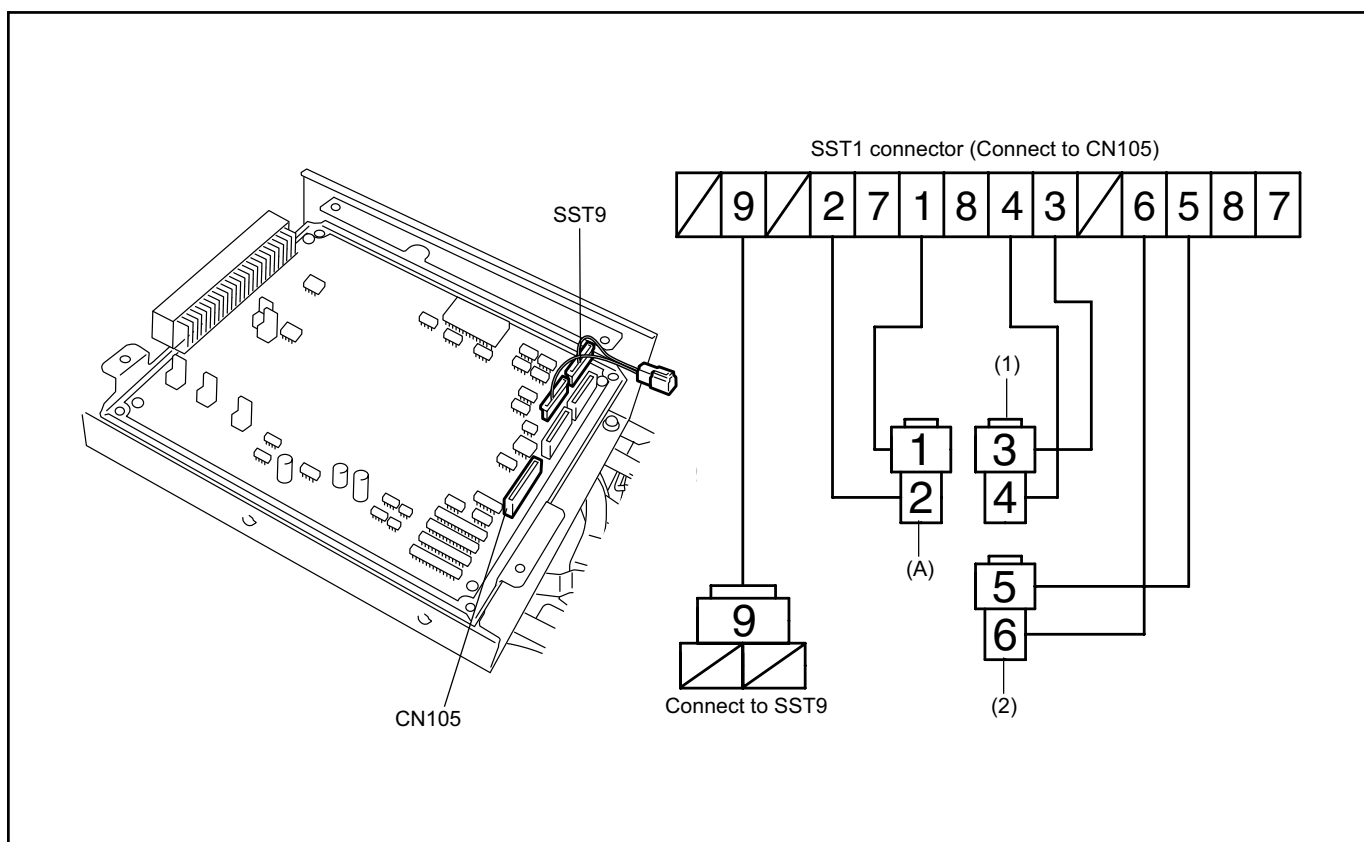 SST1 connector (Connect to CN105)
9 2 7 1 8 4 3 6 5 8 7
SST9
(1)
1 3
2 4
(A)
5
9
6
Connect to SST9
(2)
CN105